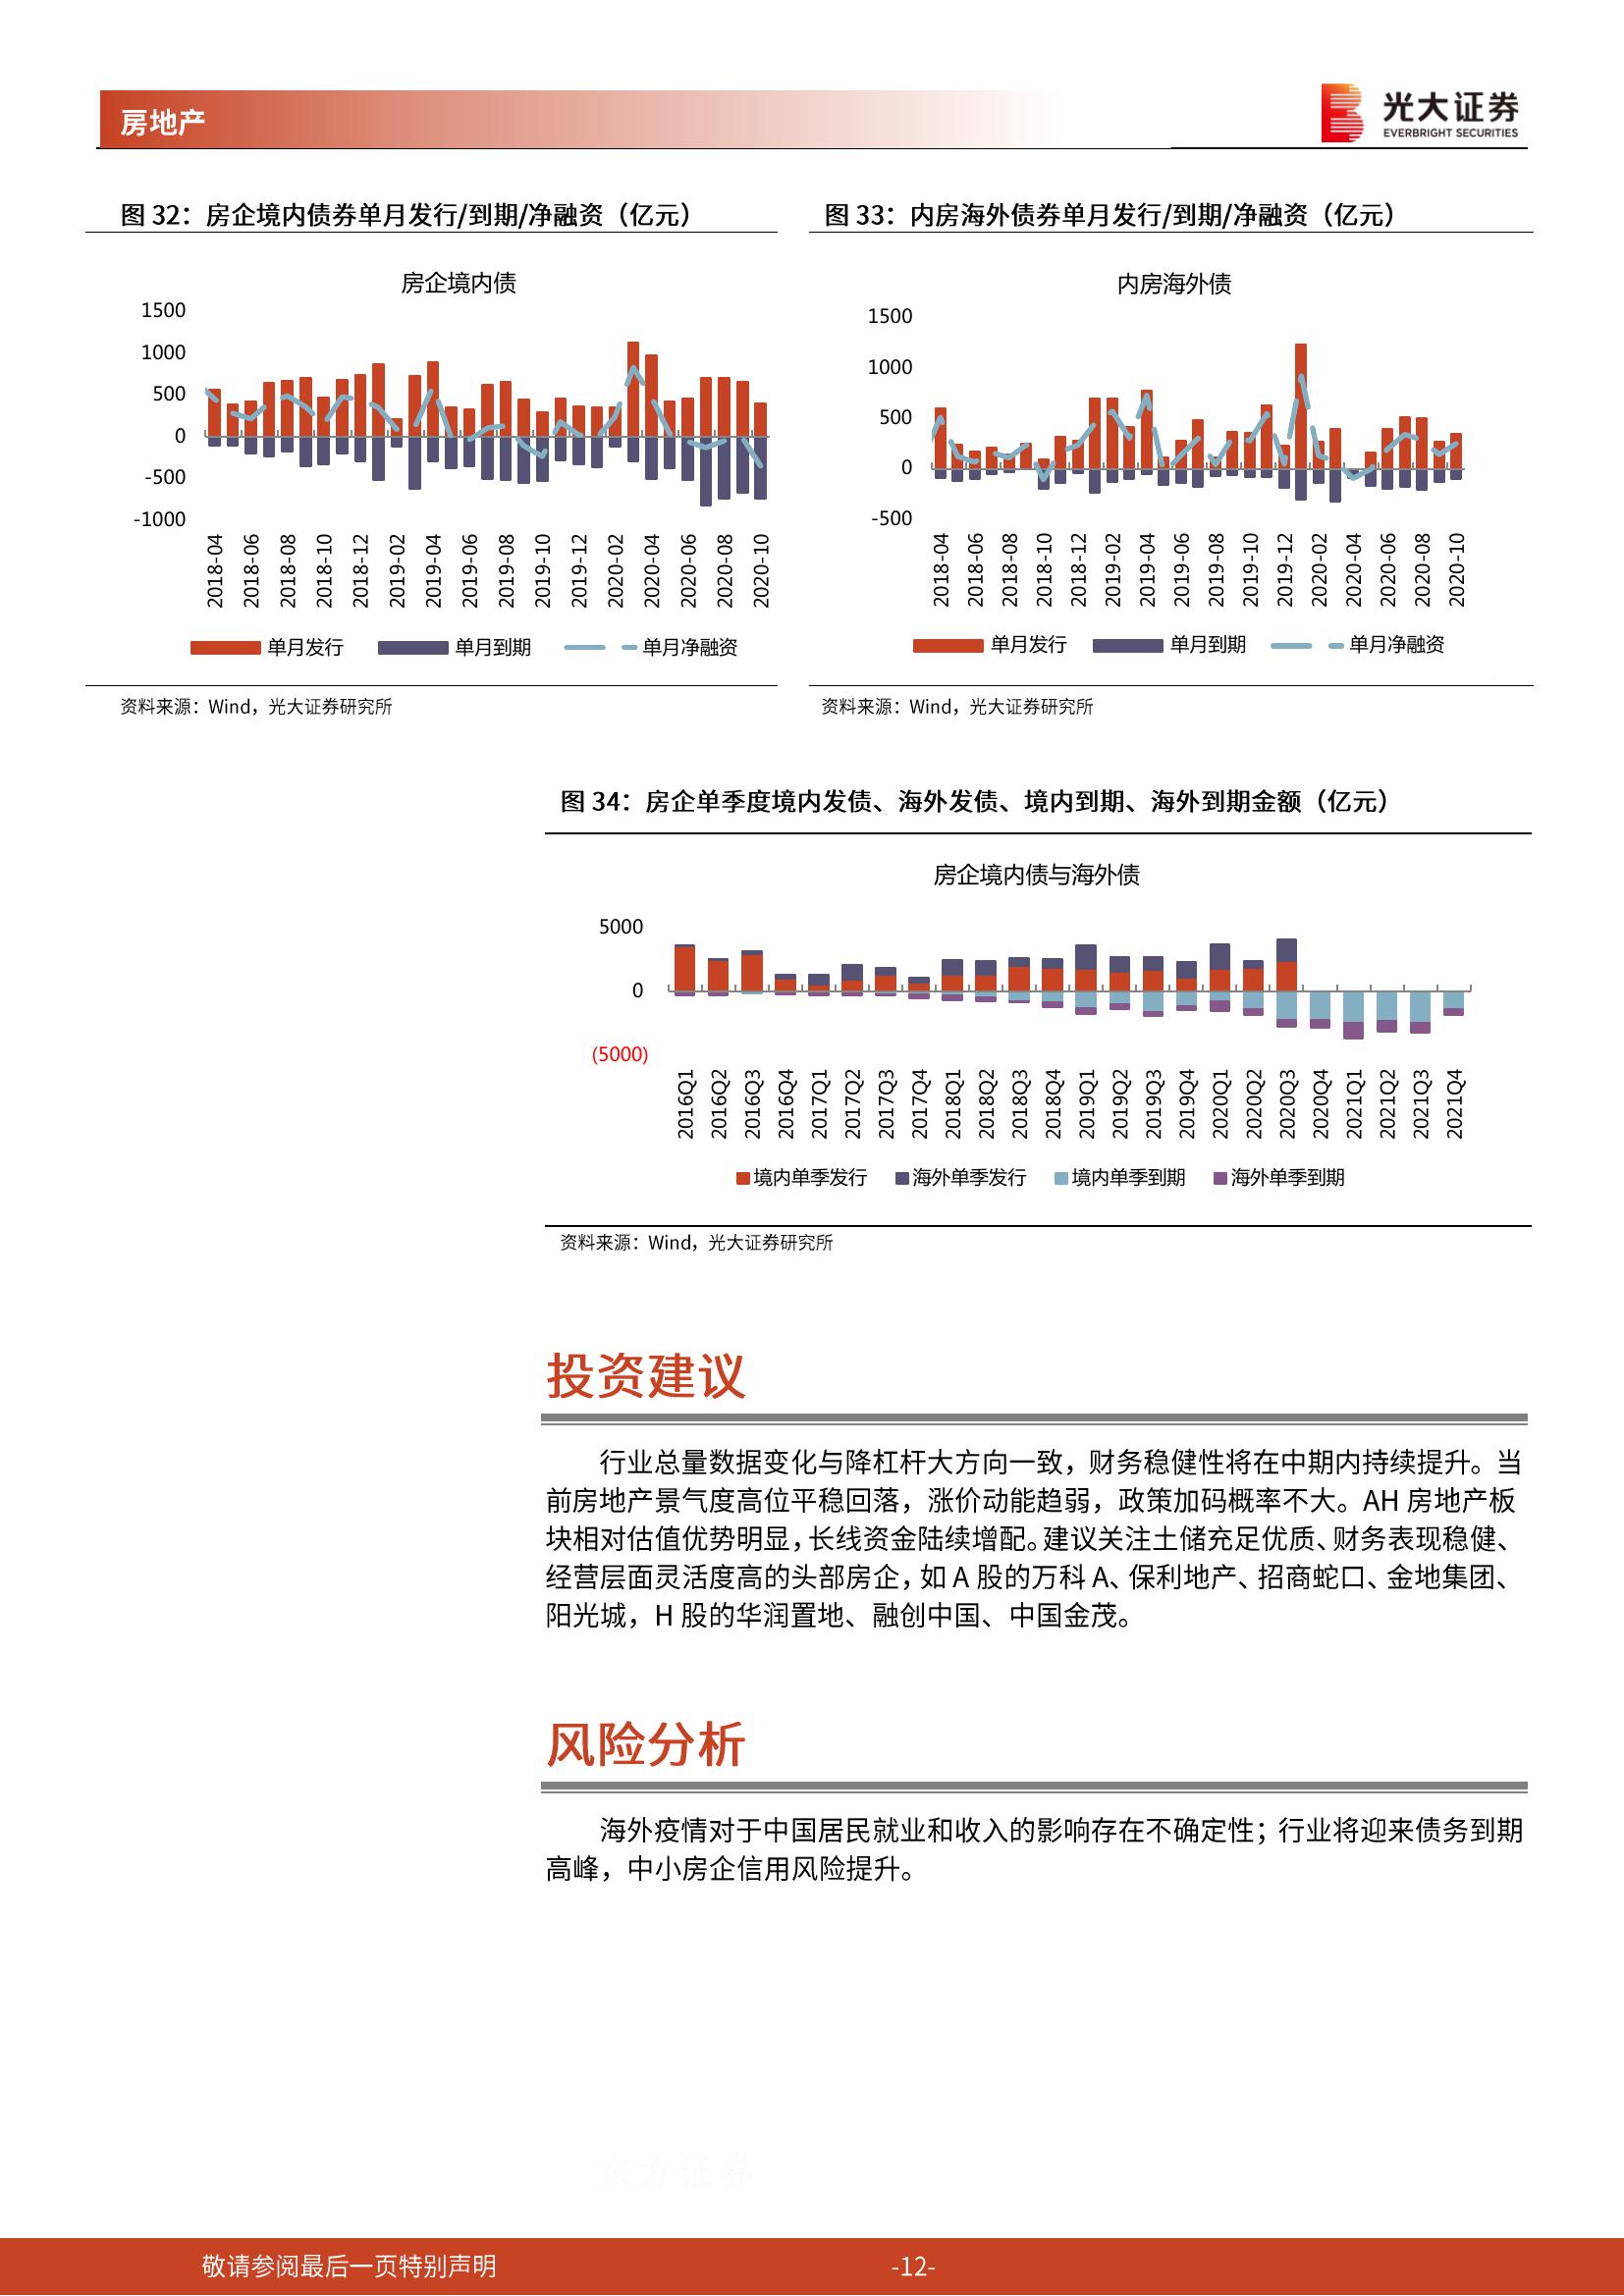 房地产
光大证券
EVERBRIGHT SECURITIES
图 32：房企境内债券单月发行/到期/净融资（亿元）
房企境内债
1500
1000
500
0
-500
-1000
2018-04
2018-06
2018-08
2018-10
2018-12
2019-02
2019-04
2019-06
2019-08
2019-10
2019-12
2020-02
2020-04
2020-06
2020-08
2020-10
单月发行 单月到期 单月净融资
资料来源：Wind，光大证券研究所
图 33：内房海外债券单月发行/到期/净融资（亿元）
内房海外债
1500
1000
500
0
-500
2018-04
2018-06
2018-08
2018-10
2018-12
2019-02
2019-04
2019-06
2019-08
2019-10
2019-12
2020-02
2020-04
2020-06
2020-08
2020-10
单月发行 单月到期 单月净融资
资料来源：Wind，光大证券研究所
图 34：房企单季度境内发债、海外发债、境内到期、海外到期金额（亿元）
房企境内债与海外债
5000
0
(5000)
2016Q1
2016Q2
2016Q3
2016Q4
2017Q1
2017Q2
2017Q3
2017Q4
2018Q1
2018Q2
2018Q3
2018Q4
2019Q1
2019Q2
2019Q3
2019Q4
2020Q1
2020Q2
2020Q3
2020Q4
2021Q1
2021Q2
2021Q3
2021Q4
境内单季发行 海外单季发行 境内单季到期 海外单季到期
资料来源：Wind，光大证券研究所
投资建议
行业总量数据变化与降杠杆大方向一致，财务稳健性将在中期内持续提升。当
前房地产景气度高位平稳回落，涨价动能趋弱，政策加码概率不大。AH 房地产板
块相对估值优势明显，长线资金陆续增配。建议关注土储充足优质、财务表现稳健、
经营层面灵活度高的头部房企，如 A 股的万科 A、保利地产、招商蛇口、金地集团、
阳光城，H 股的华润置地、融创中国、中国金茂。
风险分析
海外疫情对于中国居民就业和收入的影响存在不确定性；行业将迎来债务到期
高峰，中小房企信用风险提升。
东方证券
敬请参阅最后一页特别声明
-12-